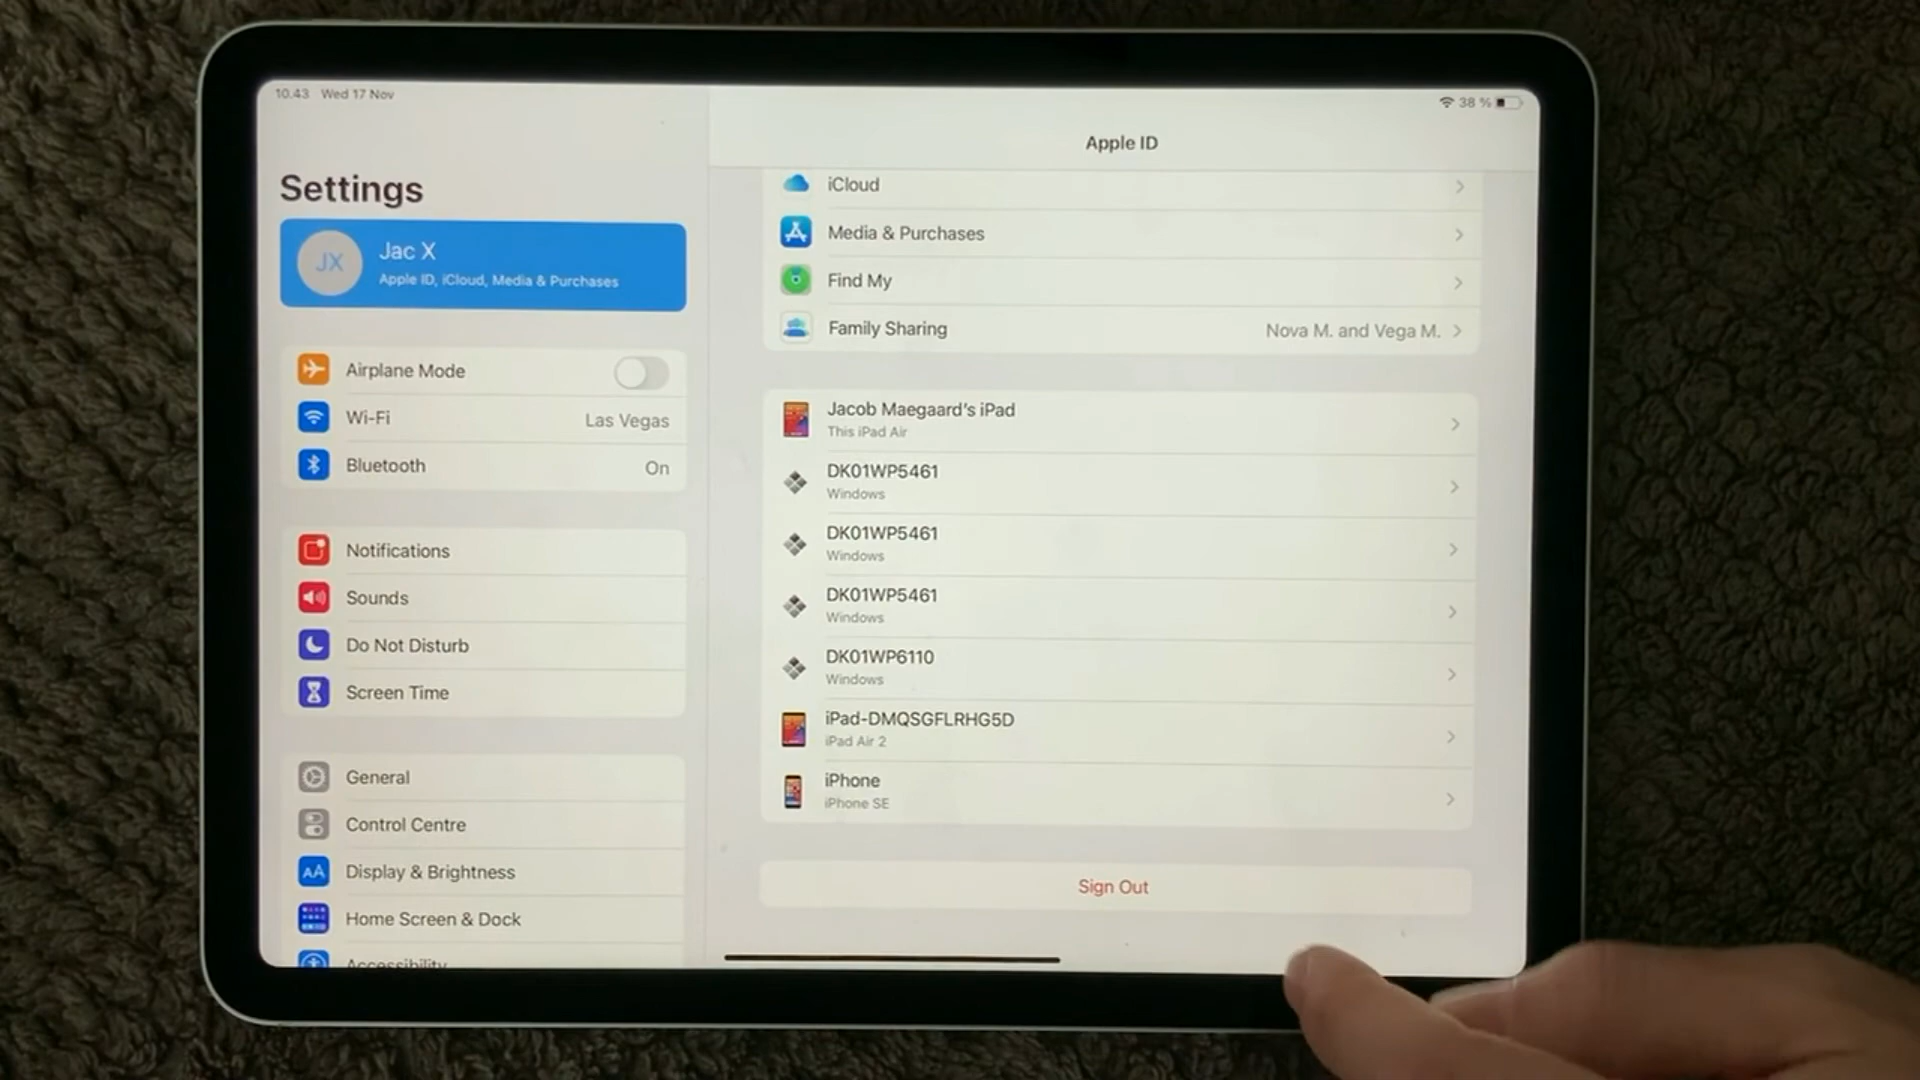 10.43 Wed 17 Nov
38 %
Settings
JX
Jac X
Apple ID, iCloud, Media & Purchases
Airplane Mode
Wi-Fi
Las Vegas
Bluetooth
On
Notifications
Sounds
Do Not Disturb
Screen Time
General
Control Centre
AA
Display & Brightness
Home Screen & Dock
Accessibility
Apple ID
iCloud
Media & Purchases
Find My
Family Sharing
Nova M. and Vega M.
Jacob Maegaard's iPad
This iPad Air
DK01WP5461
Windows
DK01WP5461
Windows
DK01WP5461
Windows
DK01WP6110
Windows
iPad-DMQSGFLRHG5D
iPad Air 2
iPhone
iPhone SE
Sign Out